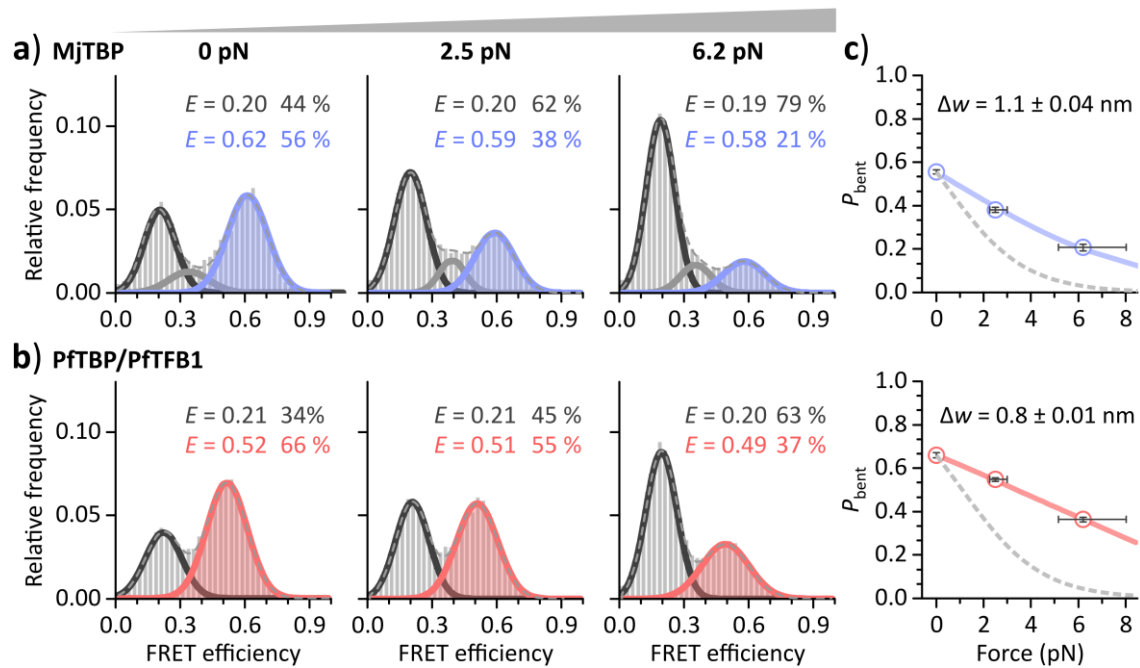 a) MjTBP 0 pN 2.5 pN 6.2 pN c)
E = 0.20 44 % E = 0.20 62 % E = 0.19 79 %
E = 0.62 56 % E = 0.59 38 % E = 0.58 21 %
Relative frequency
0.10
0.05
0.00
0.0 0.3 0.6 0.9 0.0 0.3 0.6 0.9 0.0 0.3 0.6 0.9
Δw = 1.1 ± 0.04 nm
Pbent
1.0
0.8
0.6
0.4
0.2
0.0
0 2 4 6 8
b) PfTBP/PfTFB1
E = 0.21 34% E = 0.21 45 % E = 0.20 63 %
E = 0.52 66 % E = 0.51 55 % E = 0.49 37 %
Relative frequency
0.10
0.05
0.00
0.0 0.3 0.6 0.9 0.0 0.3 0.6 0.9 0.0 0.3 0.6 0.9
FRET efficiency FRET efficiency FRET efficiency
Δw = 0.8 ± 0.01 nm
Pbent
1.0
0.8
0.6
0.4
0.2
0.0
0 2 4 6 8
Force (pN)